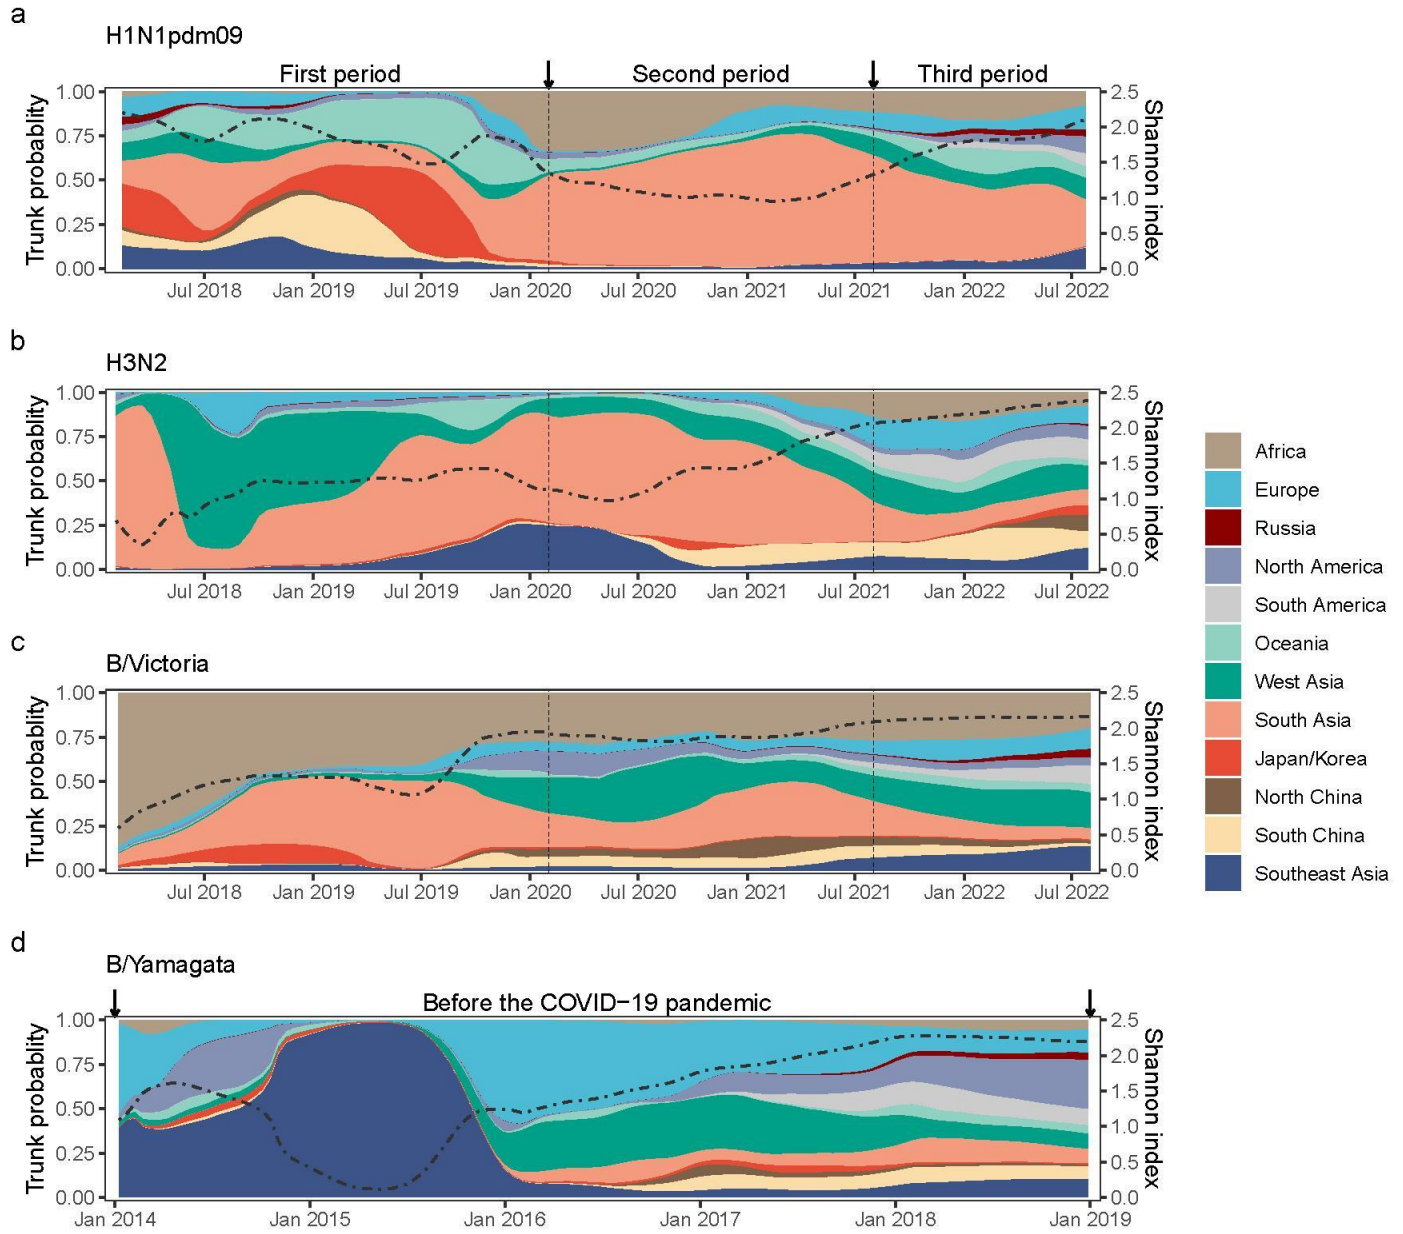 a
H1N1pdm09
First period
Second period
Third period
1.00
0.75
0.50
0.25
0.00
Trunk probablity
2.5
2.0
1.5
1.0
0.5
0.0
Shannon index
Jul 2018
Jan 2019
Jul 2019
Jan 2020
Jul 2020
Jan 2021
Jul 2021
Jan 2022
Jul 2022
b
H3N2
1.00
0.75
0.50
0.25
0.00
Trunk probablity
2.5
2.0
1.5
1.0
0.5
0.0
Shannon index
Jul 2018
Jan 2019
Jul 2019
Jan 2020
Jul 2020
Jan 2021
Jul 2021
Jan 2022
Jul 2022
c
B/Victoria
1.00
0.75
0.50
0.25
0.00
Trunk probablity
2.5
2.0
1.5
1.0
0.5
0.0
Shannon index
Jul 2018
Jan 2019
Jul 2019
Jan 2020
Jul 2020
Jan 2021
Jul 2021
Jan 2022
Jul 2022
d
B/Yamagata
Before the COVID−19 pandemic
1.00
0.75
0.50
0.25
0.00
Trunk probablity
2.5
2.0
1.5
1.0
0.5
0.0
Shannon index
Jan 2014
Jan 2015
Jan 2016
Jan 2017
Jan 2018
Jan 2019
Africa
Europe
Russia
North America
South America
Oceania
West Asia
South Asia
Japan/Korea
North China
South China
Southeast Asia